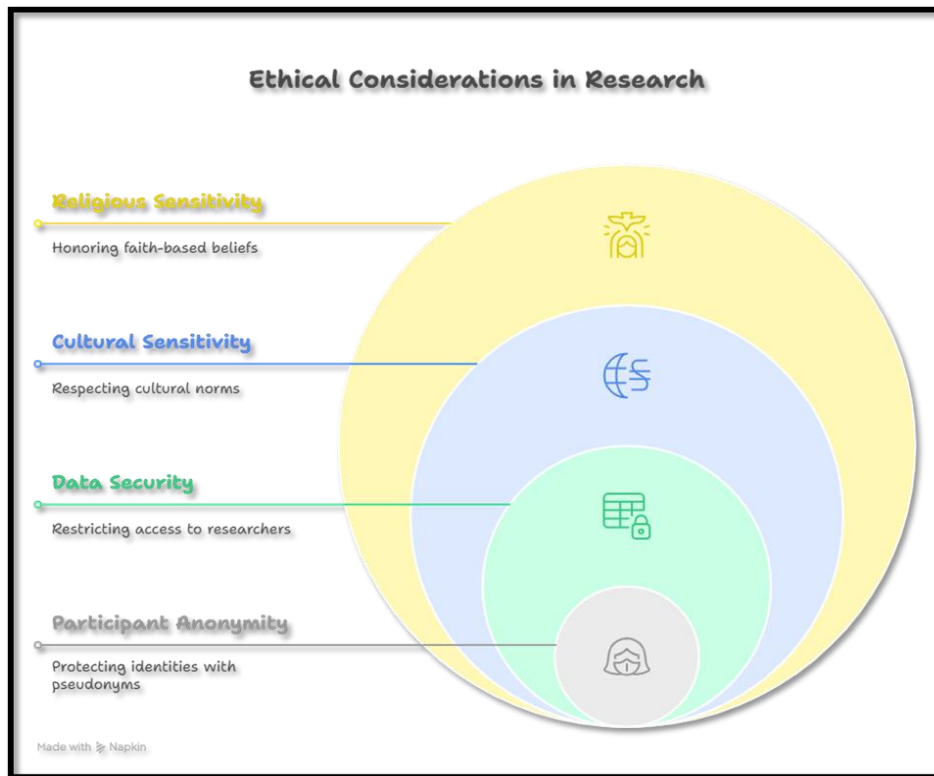 Ethical Considerations in Research
Religious Sensitivity
Honoring faith-based beliefs
Cultural Sensitivity
Respecting cultural norms
Data Security
Restricting access to researchers
Participant Anonymity
Protecting identities with
pseudonyms
Made with Napkin